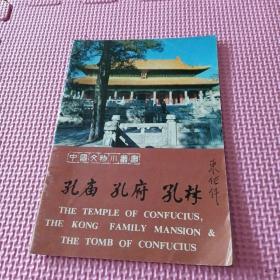 中国文物小丛书
孔庙 孔府 孔林
THE TEMPLE OF CONFUCIUS,
THE KONG FAMILY MANSION &
THE TOMB OF CONFUCIUS